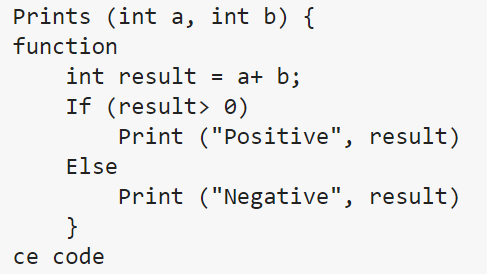 Prints (int a, int b) {
function
int result = a+ b;
If (result> 0)
Print ("Positive", result)
Else
Print ("Negative", result)
}
ce code